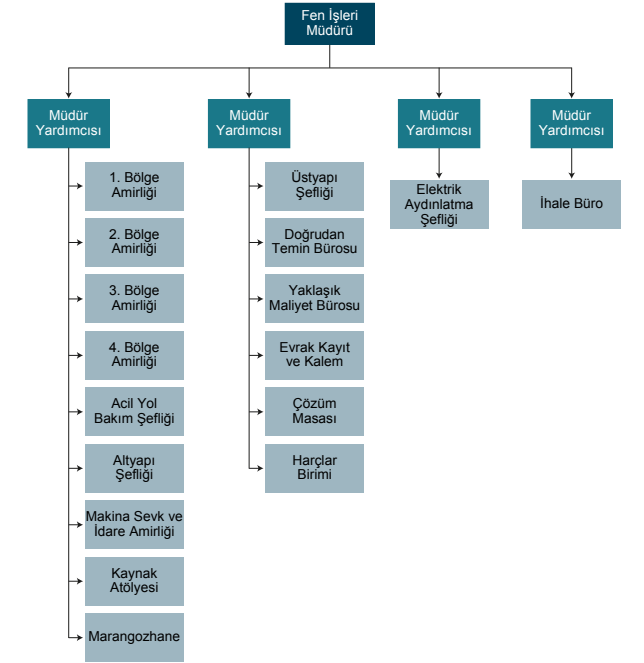 Fen İşleri
Müdürü
Müdür
Yardımcısı
Müdür
Yardımcısı
Müdür
Yardımcısı
Müdür
Yardımcısı
1. Bölge
Amirliği
2. Bölge
Amirliği
3. Bölge
Amirliği
4. Bölge
Amirliği
Acil Yol
Bakım Şefliği
Altyapı
Şefliği
Makina Sevk ve
İdare Amirliği
Kaynak
Atölyesi
Marangozhane
Üstyapı
Şefliği
Doğrudan
Temin Bürosu
Yaklaşık
Maliyet Bürosu
Evrak Kayıt
ve Kalem
Çözüm
Masası
Harçlar
Birimi
Elektrik
Aydınlatma
Şefliği
İhale Büro